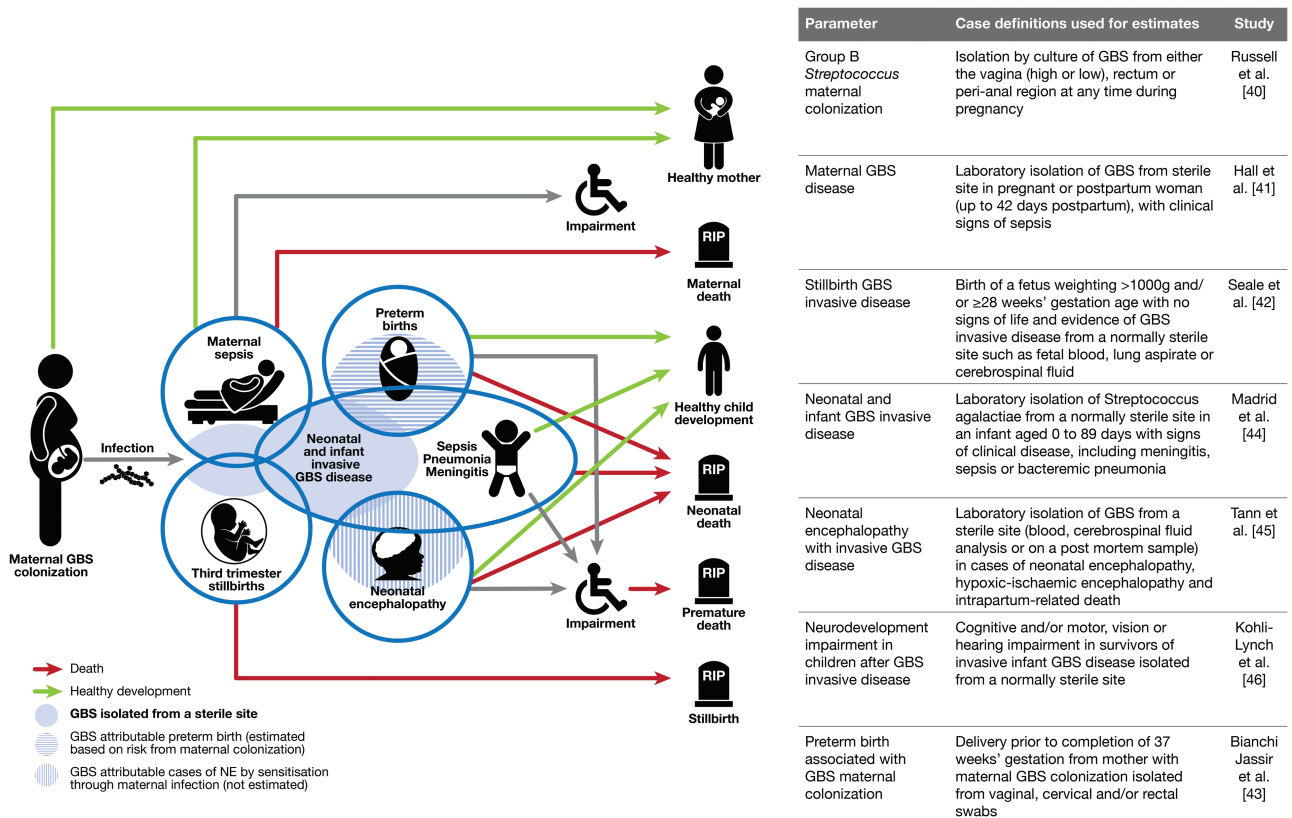 Healthy mother
Impairment
RIP
Maternal
death
Preterm
births
Maternal
sepsis
Healthy child
development
Neonatal
and infant
invasive
GBS disease
Sepsis
Pneumonia
Meningitis
Infection
RIP
Neonatal
death
Maternal GBS
colonization
Third trimester
stillbirths
Neonatal
encephalopathy
Impairment
RIP
Premature
death
RIP
Stillbirth
Death
Healthy development
GBS isolated from a sterile site
GBS attributable preterm birth (estimated
based on risk from maternal colonization)
GBS attributable cases of NE by sensitisation
through maternal infection (not estimated)
Parameter Case definitions used for estimates Study
Group B Isolation by culture of GBS from either Russell
Streptococcus the vagina (high or low), rectum or et al.
maternal peri-anal region at any time during [40]
colonization pregnancy
Maternal GBS Laboratory isolation of GBS from sterile Hall et
disease site in pregnant or postpartum woman al. [41]
(up to 42 days postpartum), with clinical
signs of sepsis
Stillbirth GBS Birth of a fetus weighting >1000g and/ Seale et
invasive disease or ≥28 weeks’ gestation age with no al. [42]
signs of life and evidence of GBS
invasive disease from a normally sterile
site such as fetal blood, lung aspirate or
cerebrospinal fluid
Neonatal and Laboratory isolation of Streptococcus Madrid
infant GBS invasive agalactiae from a normally sterile site in et al.
disease an infant aged 0 to 89 days with signs [44]
of clinical disease, including meningitis,
sepsis or bacteremic pneumonia
Neonatal Laboratory isolation of GBS from a Tann et
encephalopathy sterile site (blood, cerebrospinal fluid al. [45]
with invasive GBS analysis or on a post mortem sample)
disease in cases of neonatal encephalopathy,
hypoxic-ischaemic encephalopathy and
intrapartum-related death
Neurodevelopment Cognitive and/or motor, vision or Kohli-
impairment in hearing impairment in survivors of Lynch
children after GBS invasive infant GBS disease isolated et al.
invasive disease from a normally sterile site [46]
Preterm birth Delivery prior to completion of 37 Bianchi
associated with weeks’ gestation from mother with Jassir
GBS maternal maternal GBS colonization isolated et al.
colonization from vaginal, cervical and/or rectal [43]
swabs